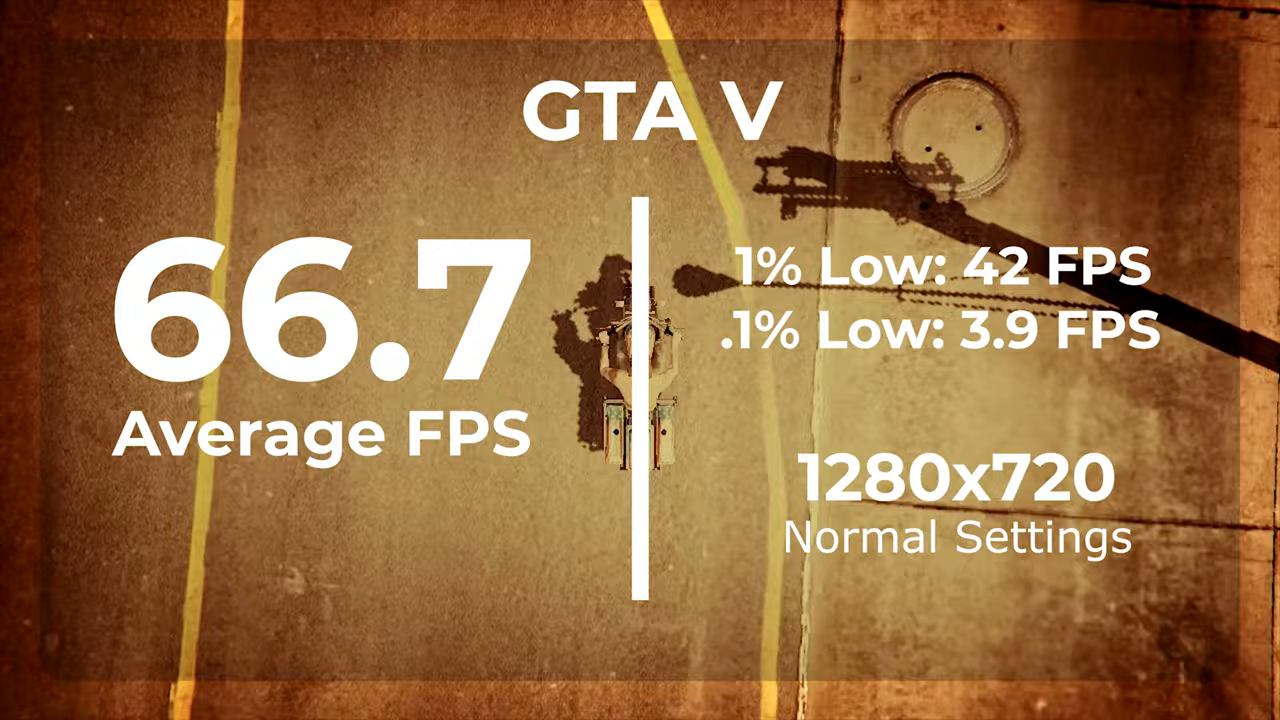 GTA V
66.7
Average FPS
1% Low: 42 FPS
.1% Low: 3.9 FPS
1280x720
Normal Settings